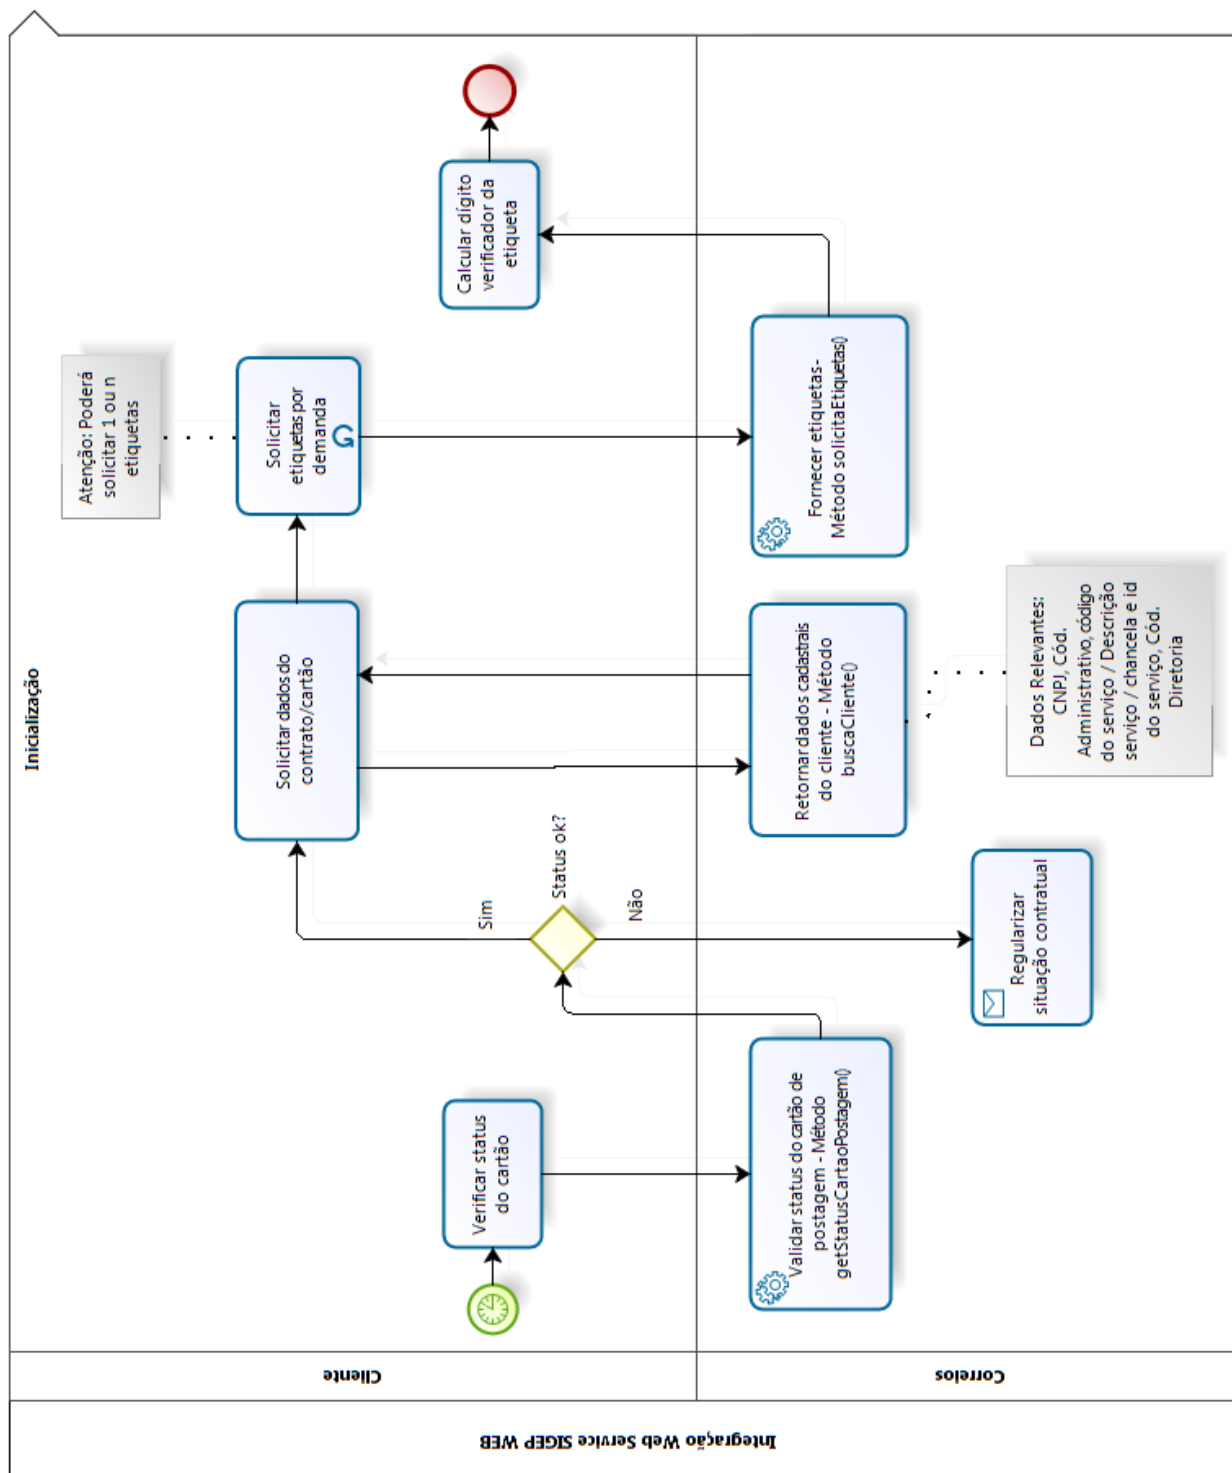 Integração Web Service SIGEP WEB
Inicialização
Cliente
Correios
Verificar status
do cartão
Validar status do cartão de
postagem - Método
getStatusCartaoPostagem()
Status ok?
Sim
Não
Regularizar
situação contratual
Solicitar dados do
contrato/cartão
Retornar dados cadastrais
do cliente - Método
buscaCliente()
Dados Relevantes:
CNPJ, Cód.
Administrativo, código
do serviço / Descrição
serviço / chancela e id
do serviço, Cód.
Diretoria
Solicitar
etiquetas por
demanda
Atenção: Poderá
solicitar 1 ou n
etiquetas
Fornecer etiquetas-
Método solicitaEtiquetas()
Calcular dígito
verificador da
etiqueta